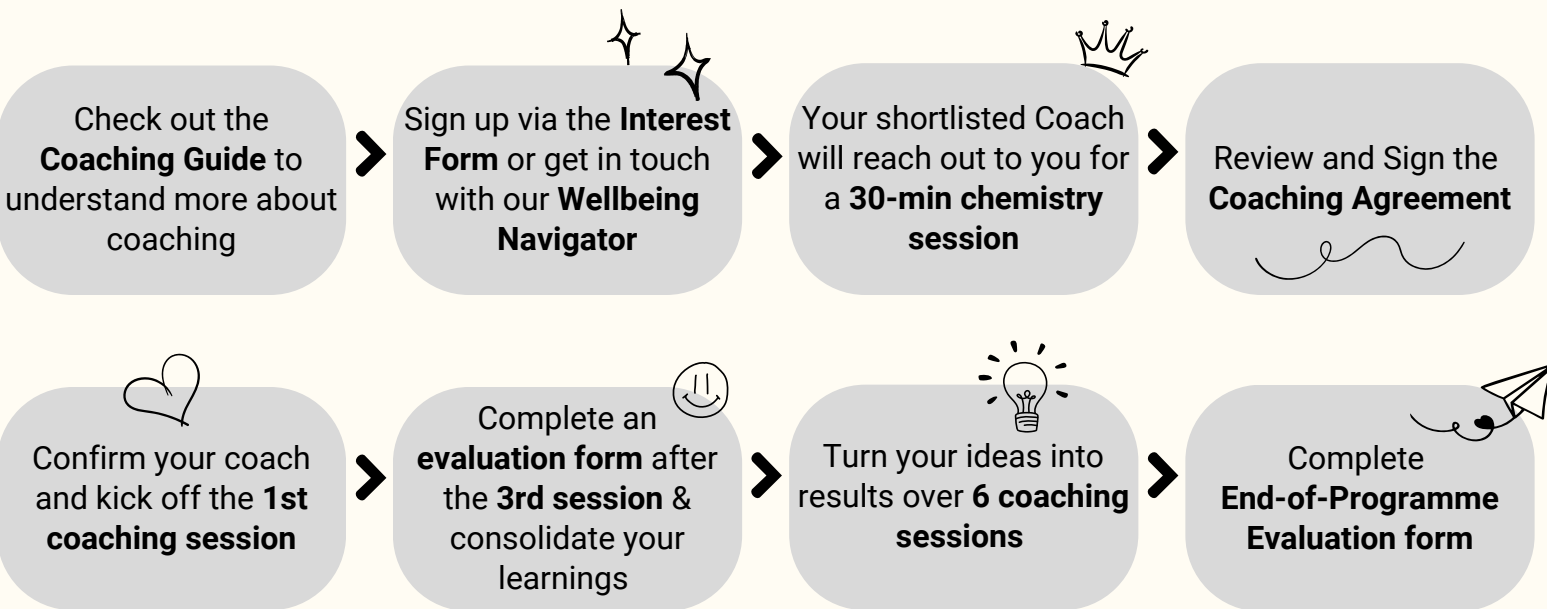 Check out the
Coaching Guide to
understand more about
coaching
Sign up via the Interest
Form or get in touch
with our Wellbeing
Navigator
Your shortlisted Coach
will reach out to you for
a 30-min chemistry
session
Review and Sign the
Coaching Agreement
Confirm your coach
and kick off the 1st
coaching session
Complete an
evaluation form after
the 3rd session &
consolidate your
learnings
Turn your ideas into
results over 6 coaching
sessions
Complete
End-of-Programme
Evaluation form